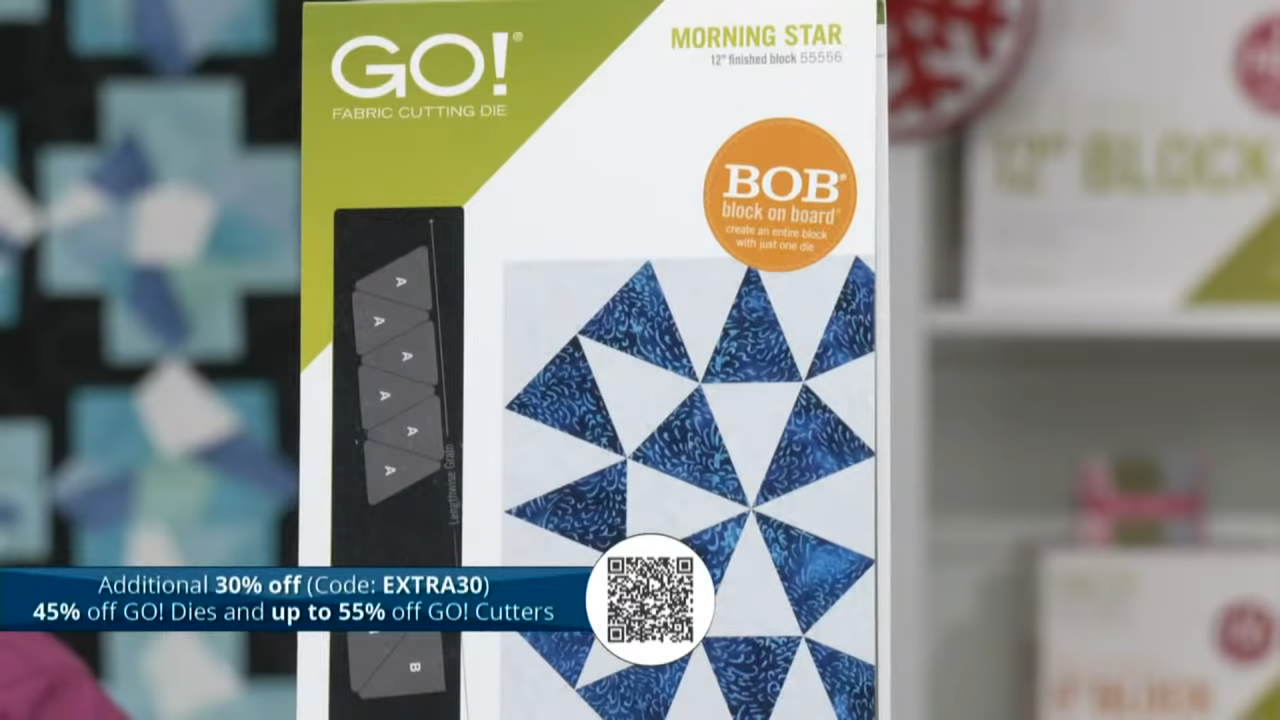 GO!®
FABRIC CUTTING DIE
MORNING STAR
12" finished block 55556
BOB®
block on board®
create an entire block
with just one die
A
A
A
A
A
A
Lengthwise Grain
B
12" BLOCK
Additional 30% off (Code: EXTRA30)
45% off GO! Dies and up to 55% off GO! Cutters